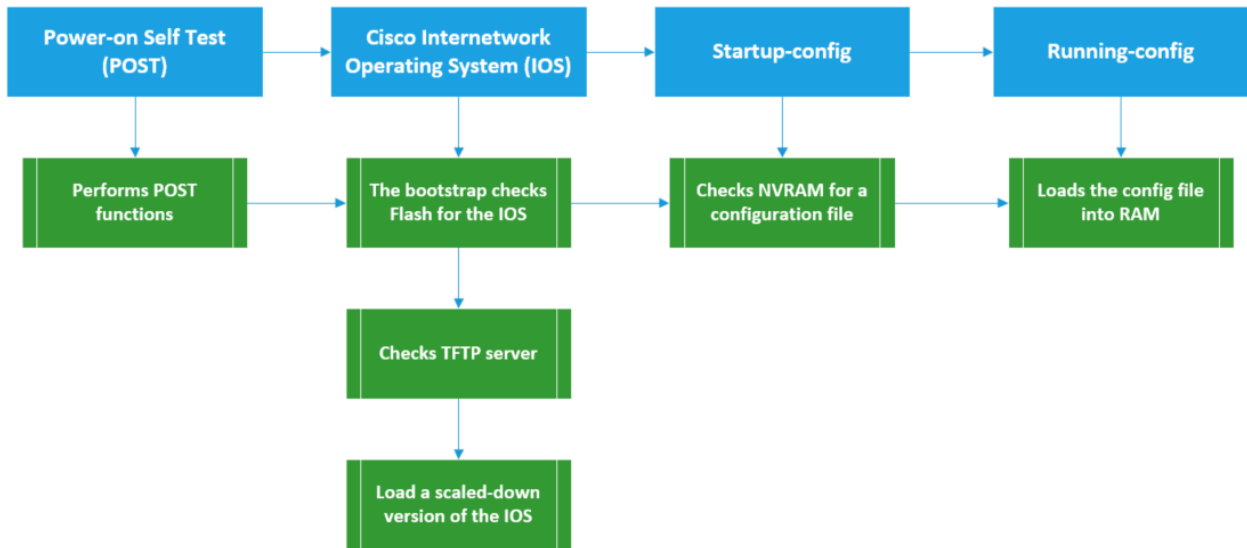 Power-on Self Test
(POST)
Cisco Internetwork
Operating System (IOS)
Startup-config
Running-config
Performs POST
functions
The bootstrap checks
Flash for the IOS
Checks NVRAM for a
configuration file
Loads the config file
into RAM
Checks TFTP server
Load a scaled-down
version of the IOS